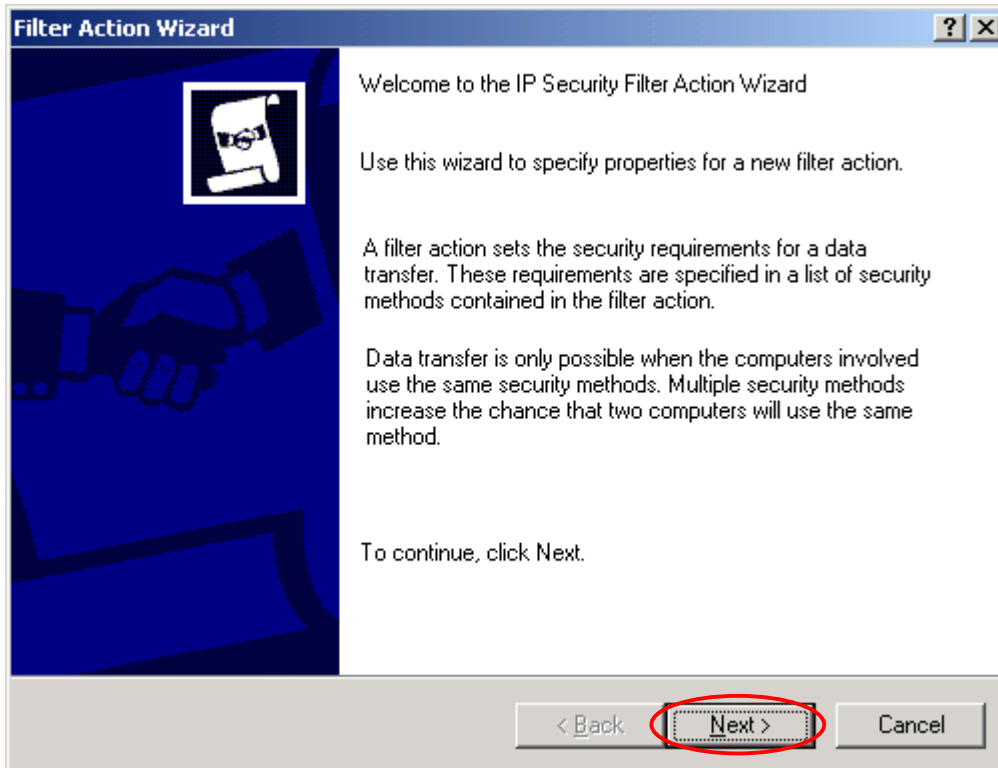 Filter Action Wizard
Welcome to the IP Security Filter Action Wizard
Use this wizard to specify properties for a new filter action.
A filter action sets the security requirements for a data
transfer. These requirements are specified in a list of security
methods contained in the filter action.
Data transfer is only possible when the computers involved
use the same security methods. Multiple security methods
increase the chance that two computers will use the same
method.
To continue, click Next.
< Back
Next >
Cancel